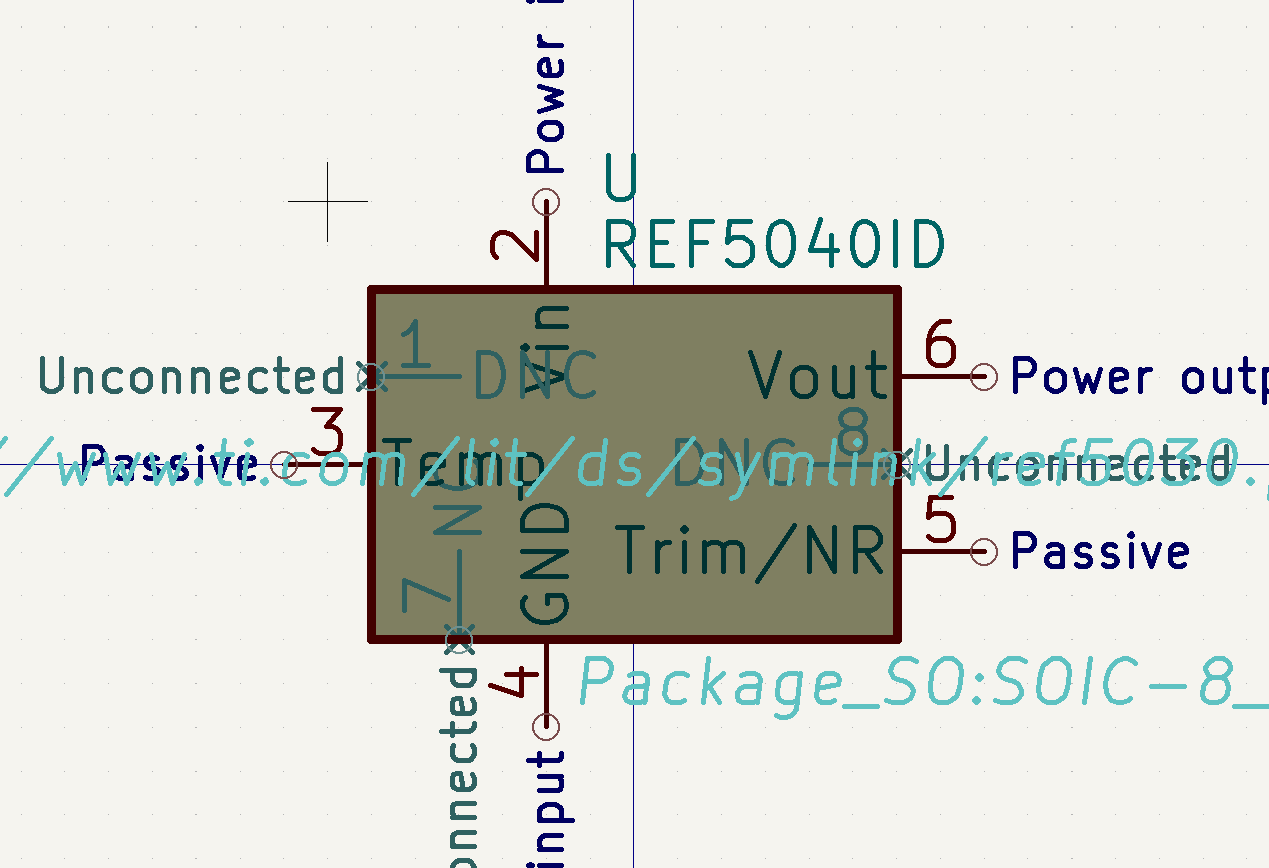 Power i
U
REF5040ID
2
Vin
1
DNC
Unconnected
6
Vout
Power outp
3
Temp
Passive
//www.ti.com/lit/ds/symlink/ref5030.p
8
DNC
Unconnected
5
Trim/NR
Passive
7
NC
GND
4
Package_SO:SOIC-8_
onnected
input